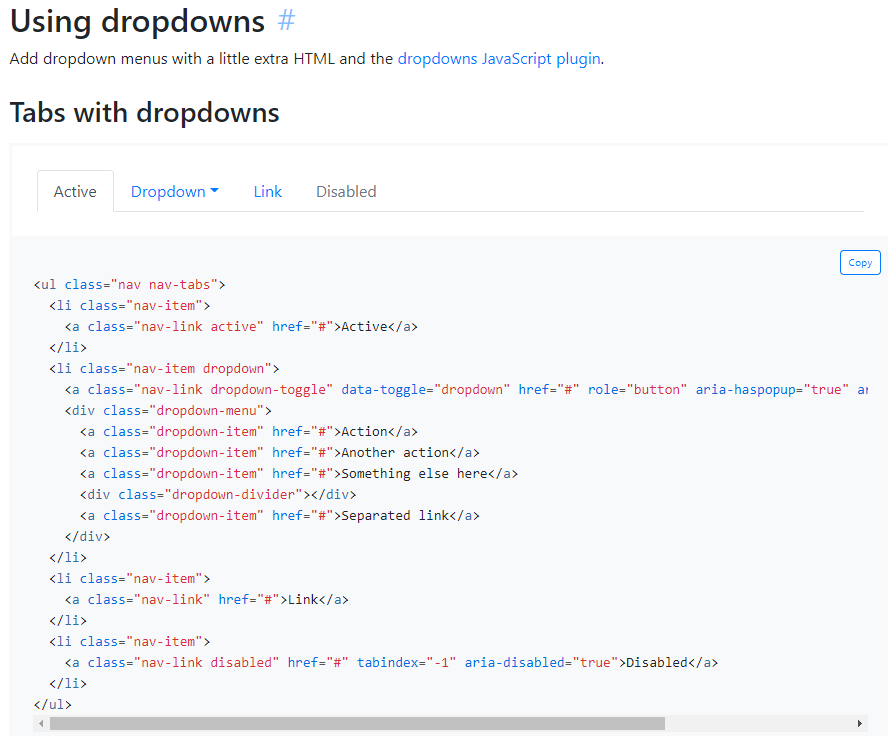 Using dropdowns #
Add dropdown menus with a little extra HTML and the dropdowns JavaScript plugin.
Tabs with dropdowns
Active Dropdown Link Disabled
Copy
<ul class="nav nav-tabs">
  <li class="nav-item">
    <a class="nav-link active" href="#">Active</a>
  </li>
  <li class="nav-item dropdown">
    <a class="nav-link dropdown-toggle" data-toggle="dropdown" href="#" role="button" aria-haspopup="true" ar
    <div class="dropdown-menu">
      <a class="dropdown-item" href="#">Action</a>
      <a class="dropdown-item" href="#">Another action</a>
      <a class="dropdown-item" href="#">Something else here</a>
      <div class="dropdown-divider"></div>
      <a class="dropdown-item" href="#">Separated link</a>
    </div>
  </li>
  <li class="nav-item">
    <a class="nav-link" href="#">Link</a>
  </li>
  <li class="nav-item">
    <a class="nav-link disabled" href="#" tabindex="-1" aria-disabled="true">Disabled</a>
  </li>
</ul>